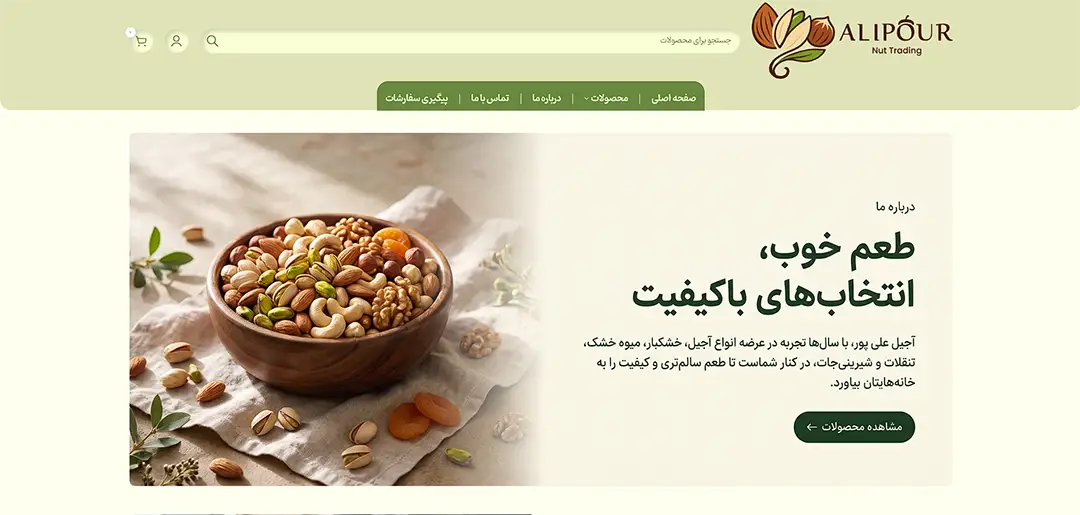 ALIPOUR
Nut Trading
جستجو برای محصولات
0
صفحه اصلی | محصولات | درباره ما | تماس با ما | پیگیری سفارشات
درباره ما
طعم خوب،
انتخاب‌های باکیفیت
آجیل علی پور، با سال‌ها تجربه در عرضه انواع آجیل، خشکبار، میوه خشک،
تنقلات و شیرینی‌جات، در کنار شماست تا طعم سالم‌تری و کیفیت را به
خانه‌هایتان بیاورد.
مشاهده محصولات